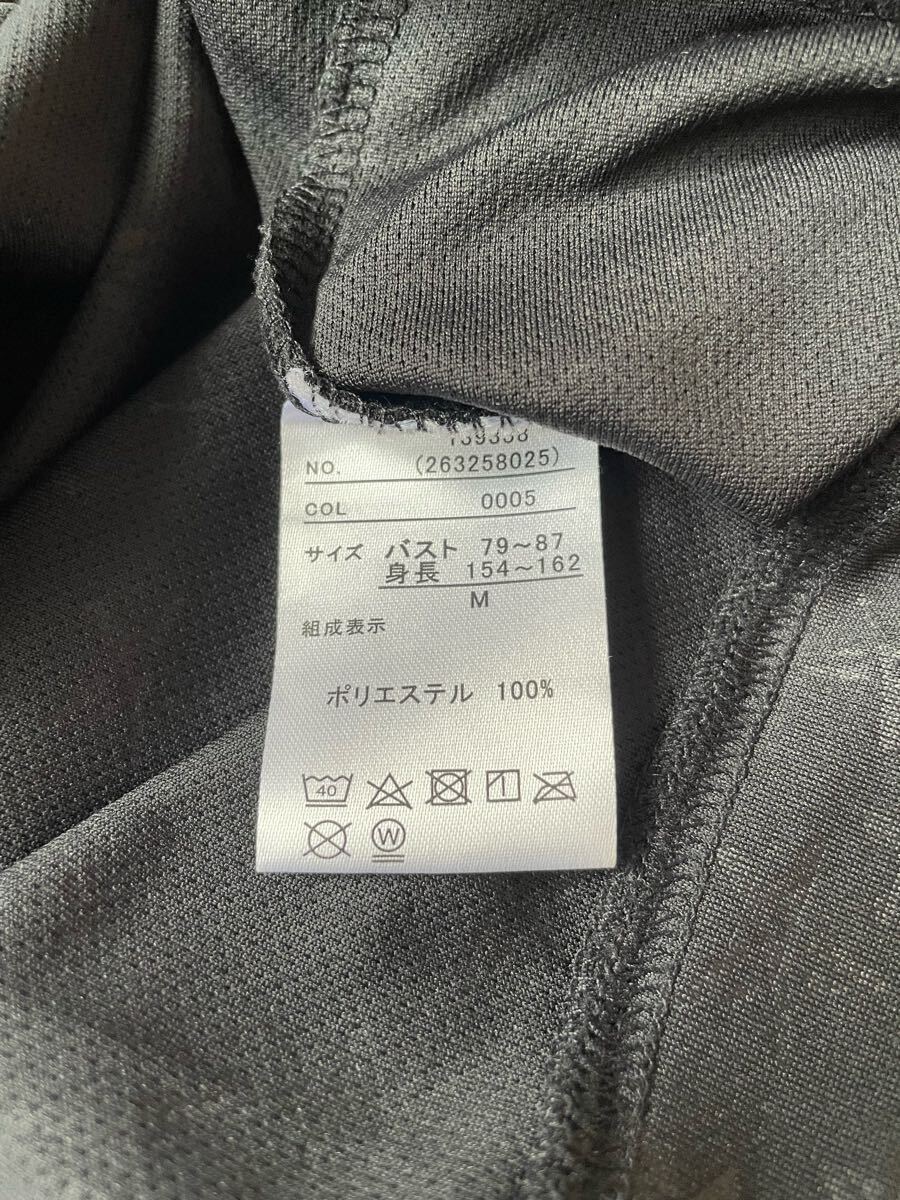 NO. (263258025)
COL 0005
サイズ バスト 79~87
身長 154~162
M
組成表示
ポリエステル 100%
40
W